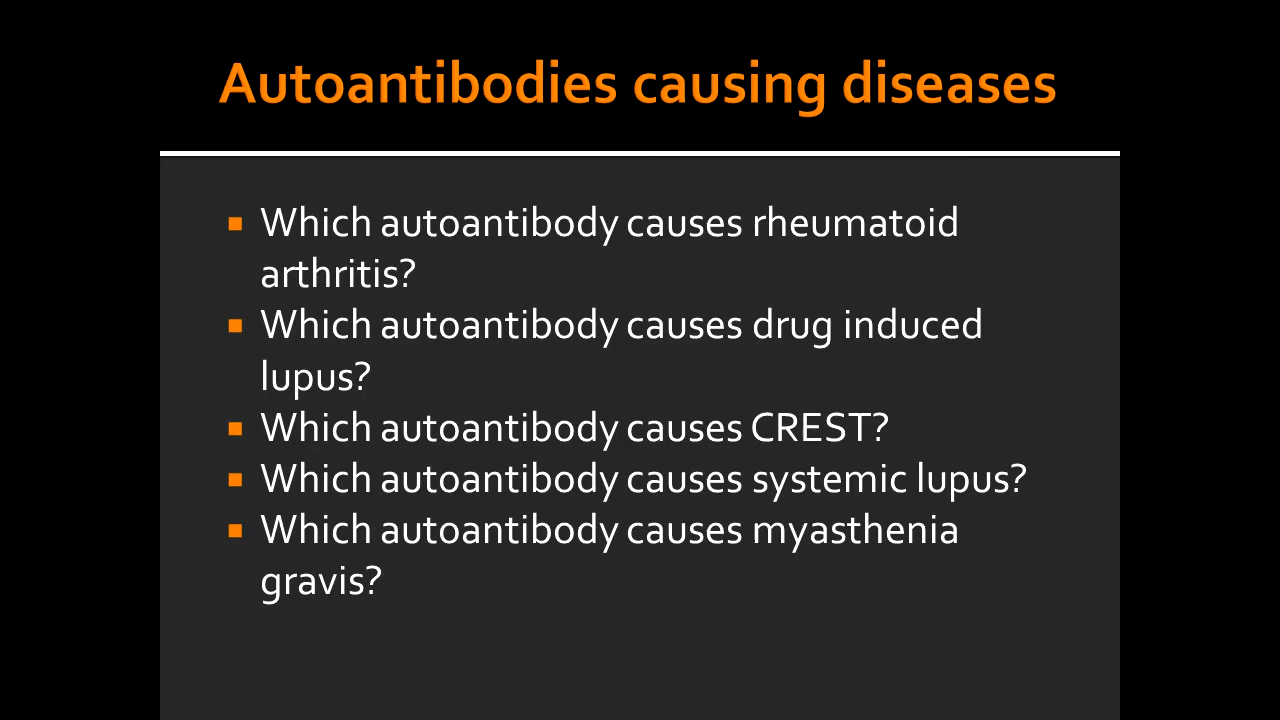 Autoantibodies causing diseases
Which autoantibody causes rheumatoid
arthritis?
Which autoantibody causes drug induced
lupus?
Which autoantibody causes CREST?
Which autoantibody causes systemic lupus?
Which autoantibody causes myasthenia
gravis?